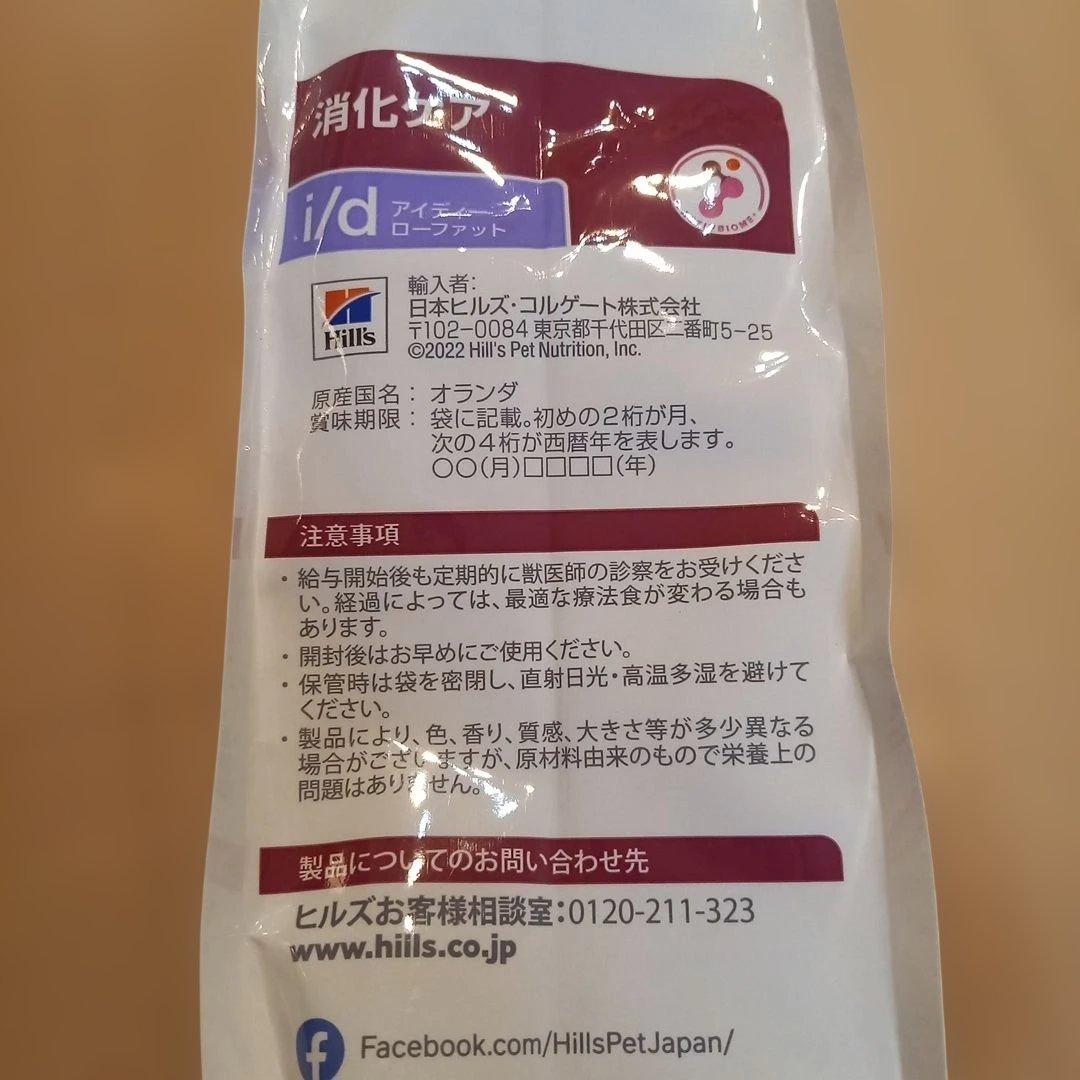 消化ケア
i/d
アイディー
ローファット
BIOME+
Hill's
輸入者:
日本ヒルズ・コルゲート株式会社
〒102-0084 東京都千代田区二番町5-25
©2022 Hill's Pet Nutrition, Inc.
原産国名： オランダ
賞味期限： 袋に記載。初めの2桁が月、
次の4桁が西暦年を表します。
○○(月)□□□□(年)
注意事項
・給与開始後も定期的に獣医師の診察をお受けくださ
い。経過によっては、最適な療法食が変わる場合も
あります。
・開封後はお早めにご使用ください。
・保管時は袋を密閉し、直射日光・高温多湿を避けて
ください。
・製品により、色、香り、質感、大きさ等が多少異なる
場合がございますが、原材料由来のもので栄養上の
問題はありません。
製品についてのお問い合わせ先
ヒルズお客様相談室：0120-211-323
www.hills.co.jp
f
Facebook.com/HillsPetJapan/